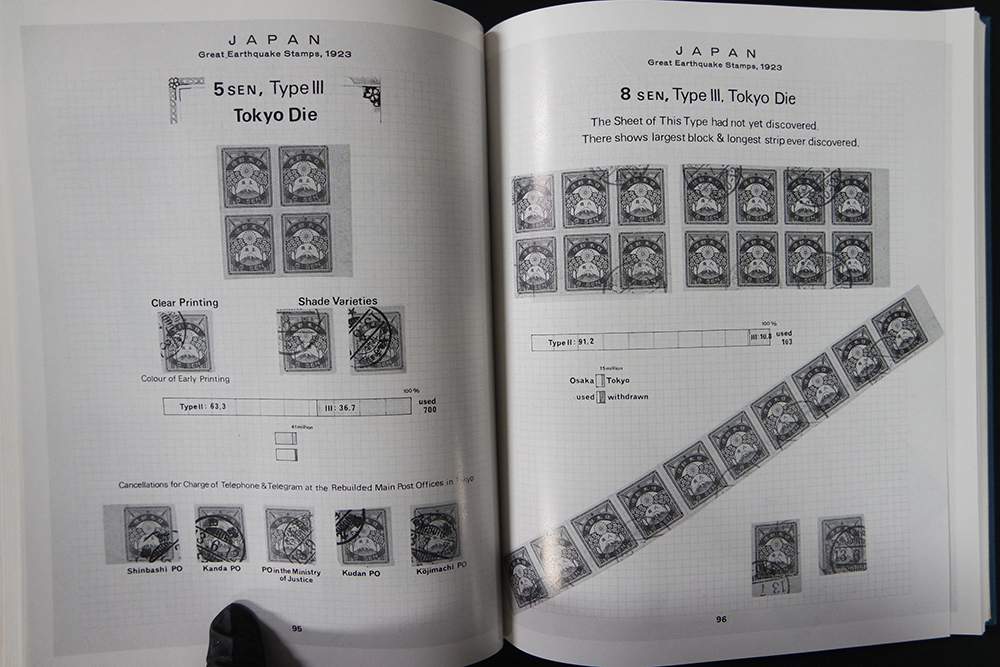 JAPAN
Great Earthquake Stamps, 1923
5 SEN, Type III
Tokyo Die
Clear Printing
Shade Varieties
Colour of Early Printing
100%
Type II: 63.3
III: 36.7
used
700
41million
Cancellations for Charge of Telephone & Telegram at the Rebuilded Main Post Offices in Tokyo
Shinbashi PO
Kanda PO
PO in the Ministry
of Justice
Kudan PO
Kōjimachi PO
95
JAPAN
Great Earthquake Stamps, 1923
8 SEN, Type III, Tokyo Die
The Sheet of This Type had not yet discovered.
There shows largest block & longest strip ever discovered.
100%
Type II: 91.2
used
103
15million
Osaka
Tokyo
used
withdrawn
96